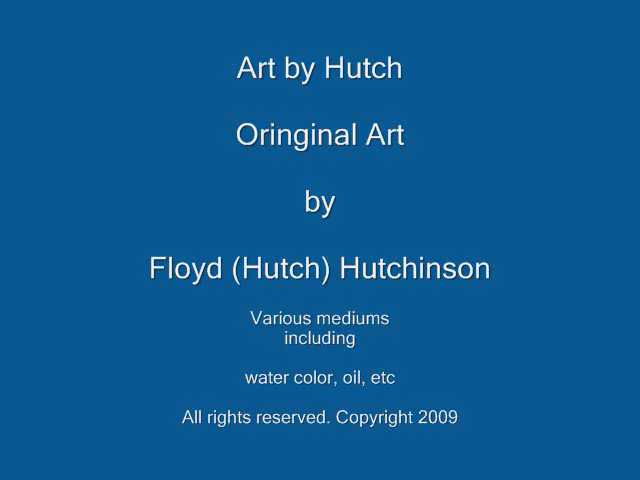 Art by Hutch
Oringinal Art
by
Floyd (Hutch) Hutchinson
Various mediums
including
water color, oil, etc
All rights reserved. Copyright 2009